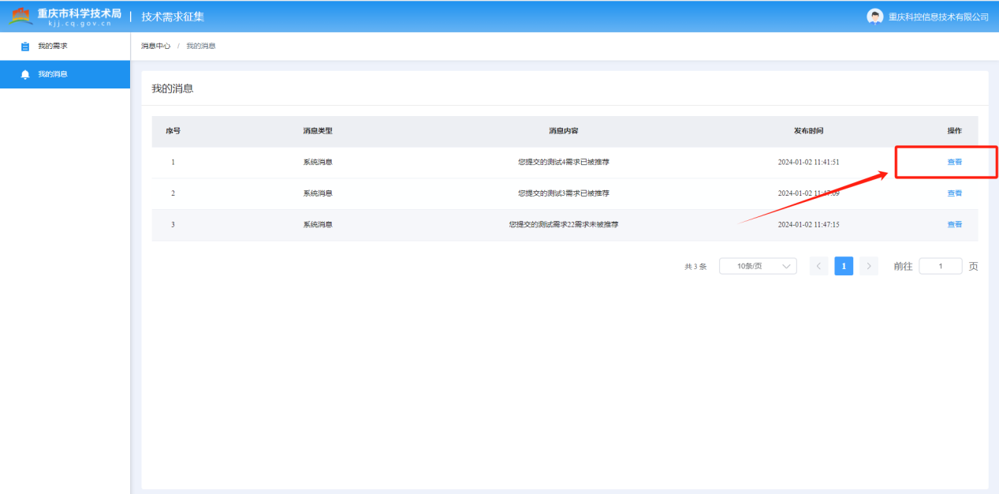 重庆市科学技术局 技术需求征集 重庆科控信息技术有限公司
kjj.cq.gov.cn
我的需求 消息中心 / 我的消息
我的消息
我的消息
序号 消息类型 消息内容 发布时间 操作
1 系统消息 您提交的测试4需求已被推荐 2024-01-02 11:41:51 查看
2 系统消息 您提交的测试3需求已被推荐 2024-01-02 11:47:09 查看
3 系统消息 您提交的测试需求22需求未被推荐 2024-01-02 11:47:15 查看
共 3 条 10条/页 1 前往 1 页